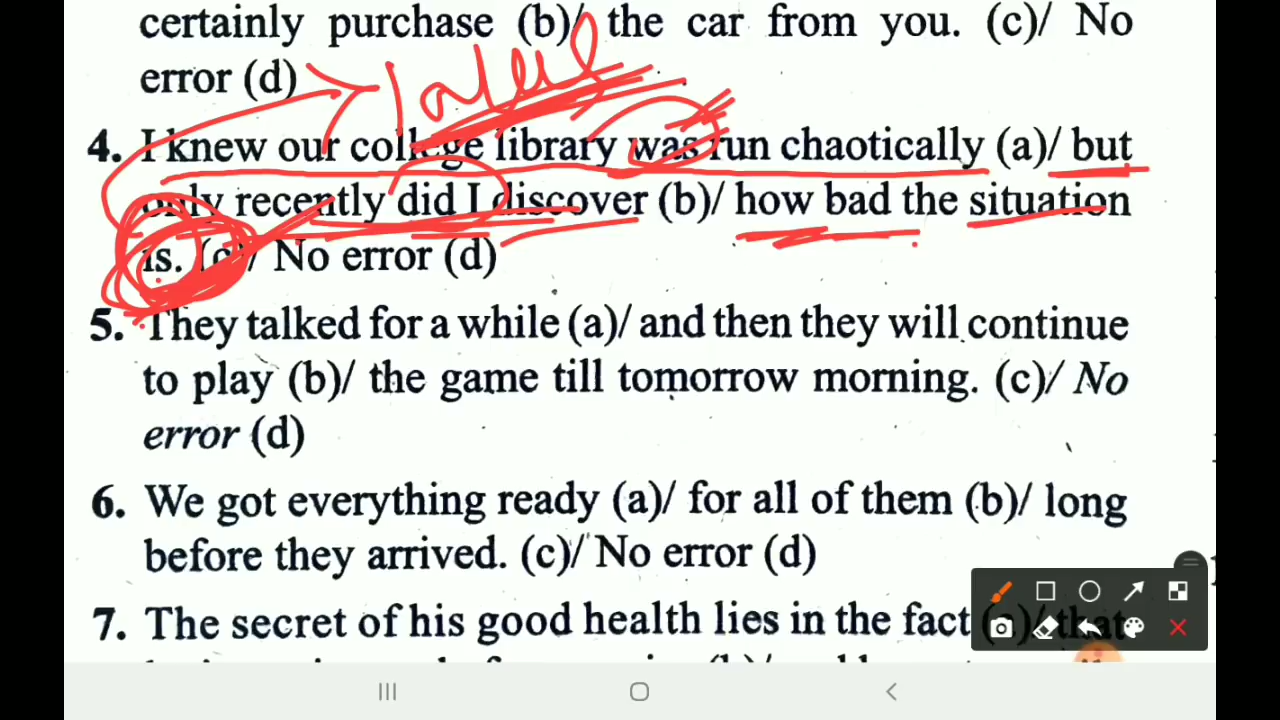 certainly purchase (b)/ the car from you. (c)/ No
error (d)
4. I knew our college library was run chaotically (a)/ but
only recently did I discover (b)/ how bad the situation
is. (c)/ No error (d)
5. They talked for a while (a)/ and then they will continue
to play (b)/ the game till tomorrow morning. (c)/ No
error (d)
6. We got everything ready (a)/ for all of them (b)/ long
before they arrived. (c)/ No error (d)
7. The secret of his good health lies in the fact (a)/ that